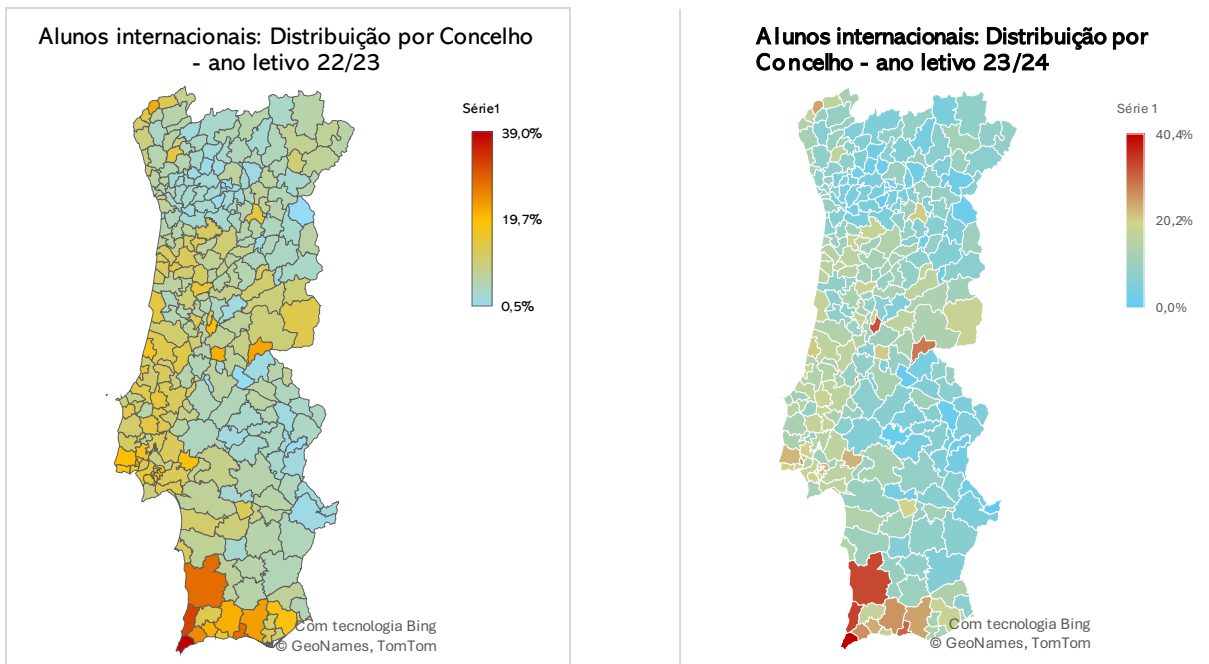 Alunos internacionais: Distribuição por Concelho
- ano letivo 22/23
Série1
39,0%
19,7%
0,5%
Com tecnologia Bing
© GeoNames, TomTom
Alunos internacionais: Distribuição por
Concelho - ano letivo 23/24
Série 1
40,4%
20,2%
0,0%
Com tecnologia Bing
© GeoNames, TomTom